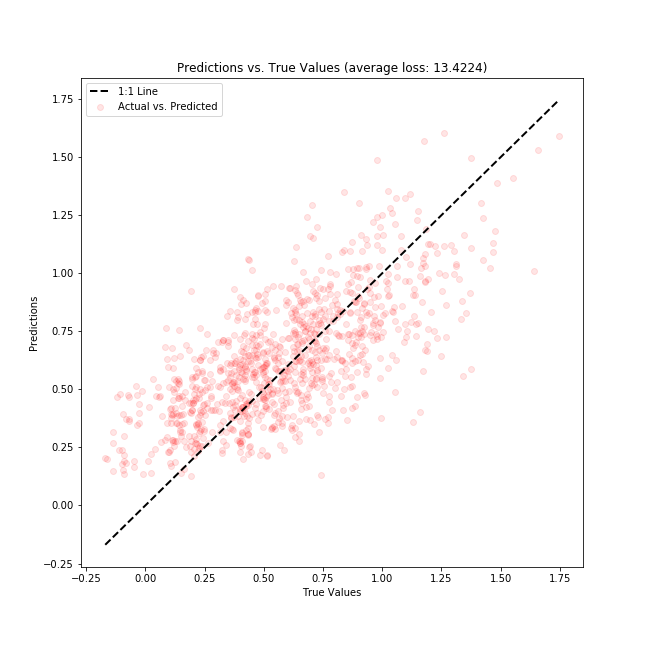 Predictions vs. True Values (average loss: 13.4224)
1:1 Line
Actual vs. Predicted
1.75
1.50
1.25
1.00
0.75
0.50
0.25
0.00
−0.25
Predictions
−0.25 0.00 0.25 0.50 0.75 1.00 1.25 1.50 1.75
True Values